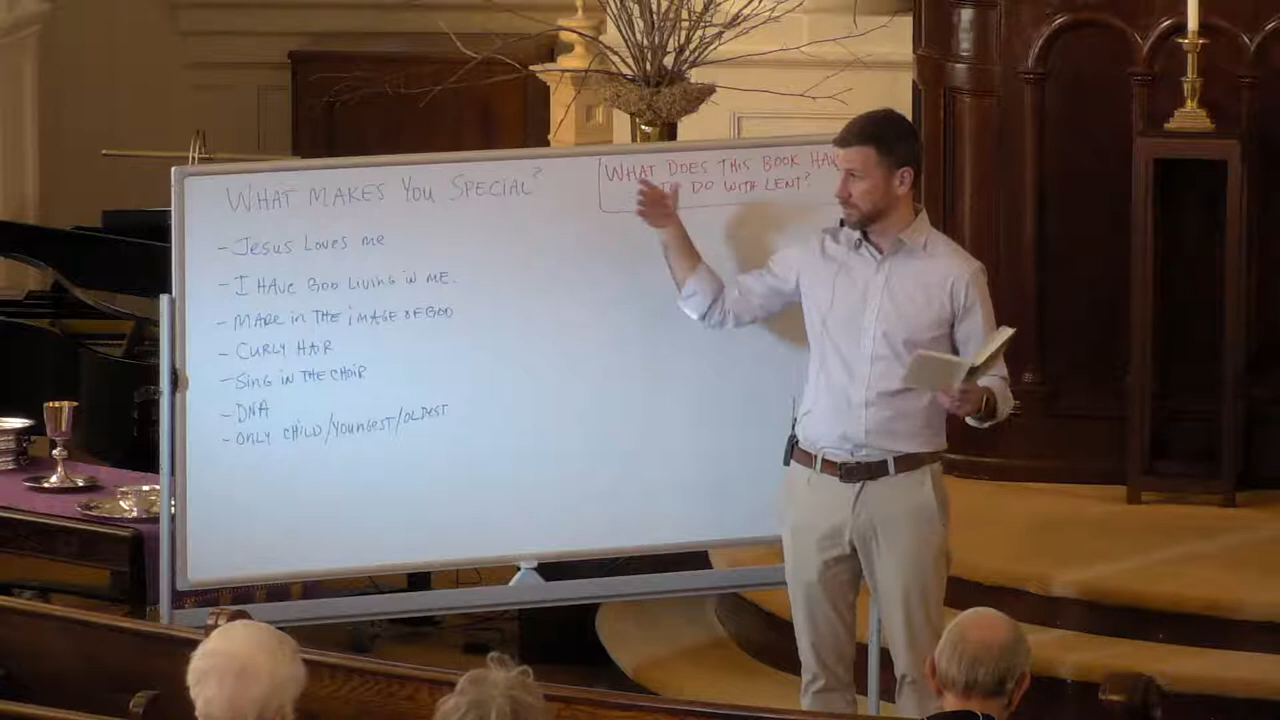 WHAT MAKES YOU SPECIAL?
WHAT DOES THIS BOOK HAV
TO DO WITH LENT?
- Jesus Loves me
- I HAVE GOD LIVING IN ME.
- MADE IN THE IMAGE OF GOD
- CURLY HAIR
- SING IN THE CHOIR
- DNA
- ONLY CHILD/YOUNGEST/OLDEST